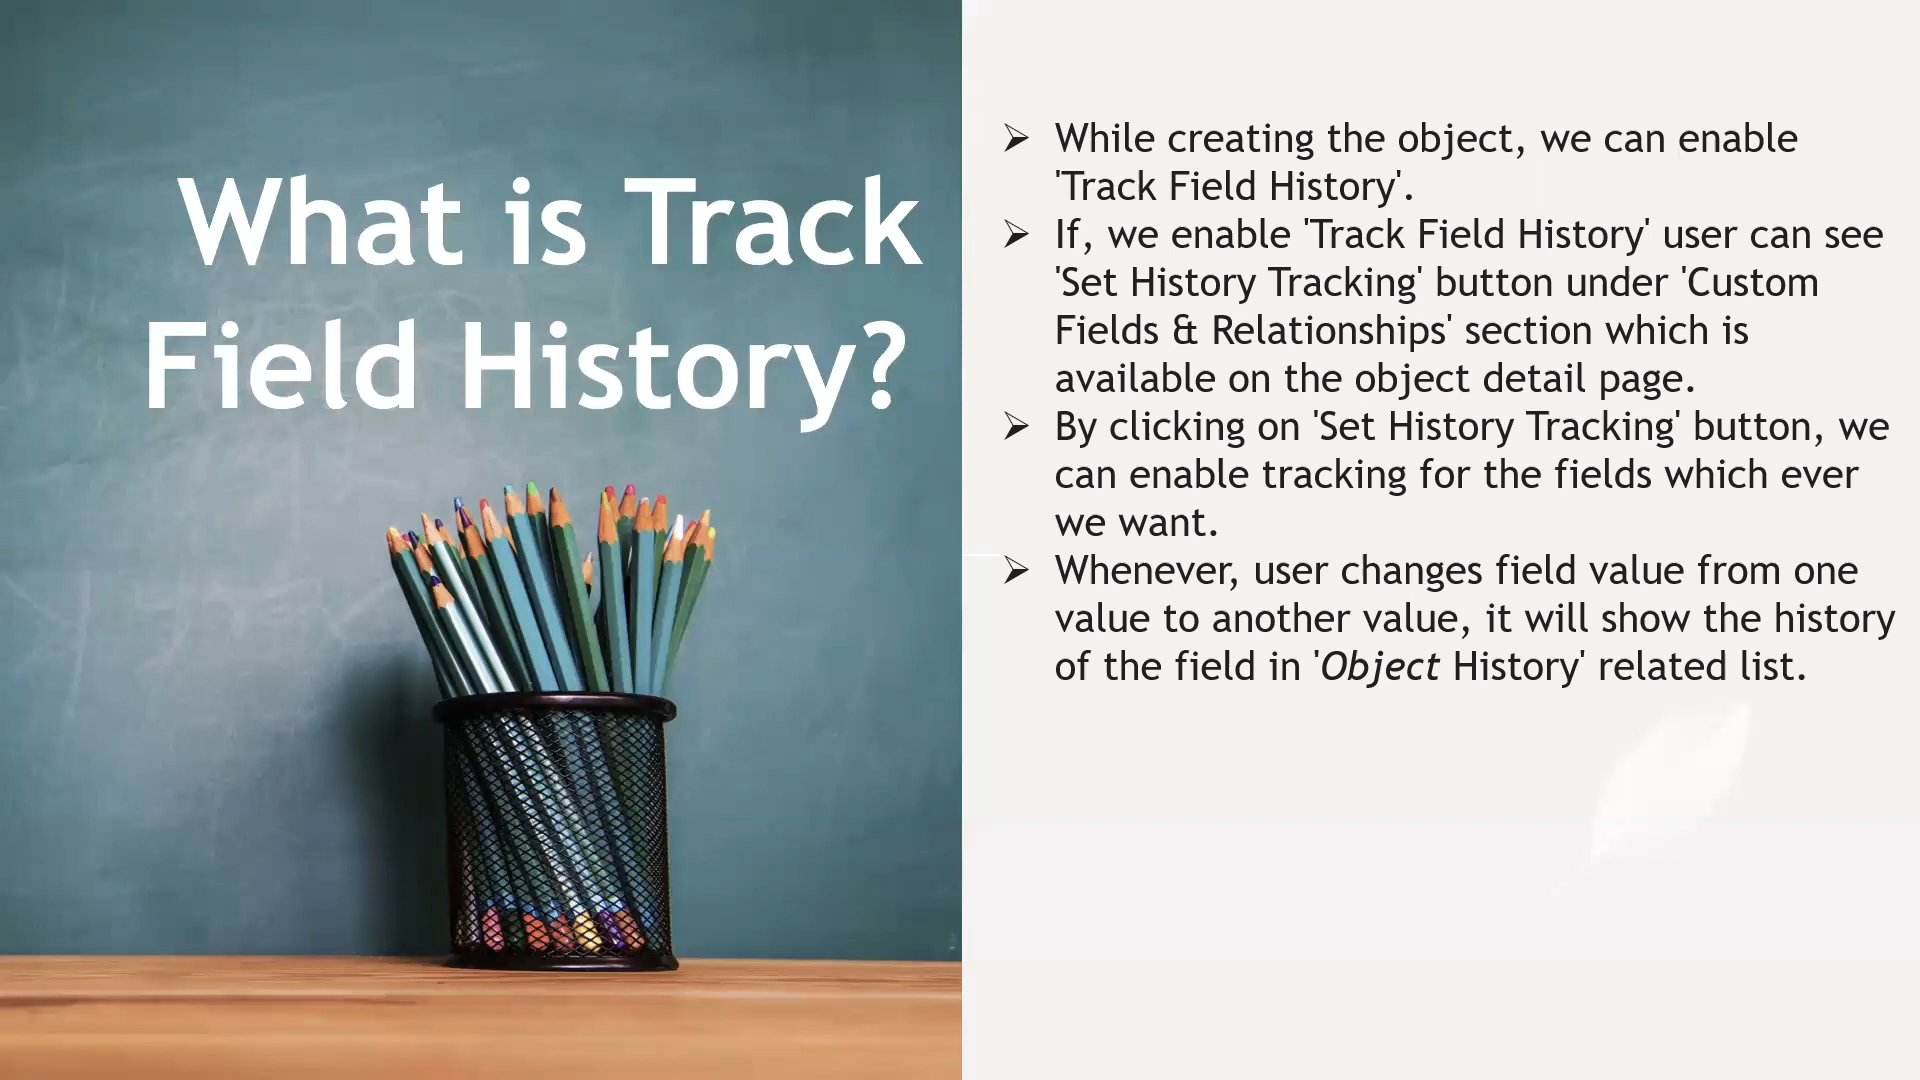 What is Track
Field History?
➢ While creating the object, we can enable
'Track Field History'.
➢ If, we enable 'Track Field History' user can see
'Set History Tracking' button under 'Custom
Fields & Relationships' section which is
available on the object detail page.
➢ By clicking on 'Set History Tracking' button, we
can enable tracking for the fields which ever
we want.
➢ Whenever, user changes field value from one
value to another value, it will show the history
of the field in 'Object History' related list.